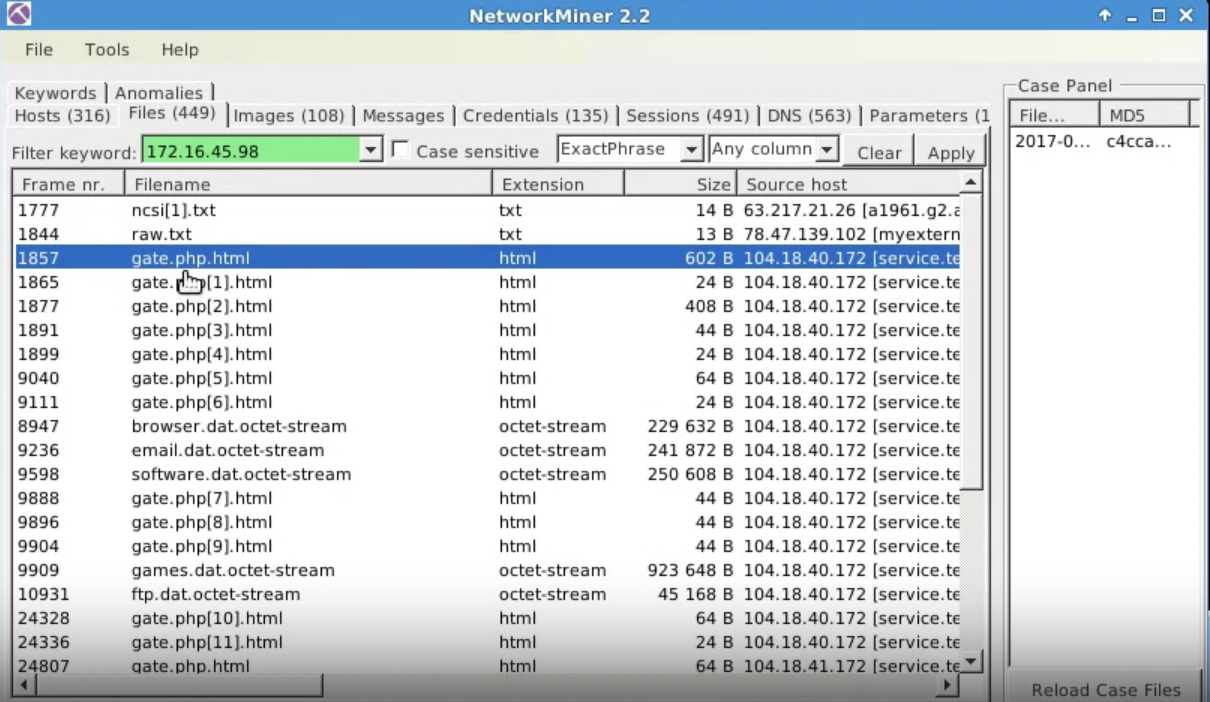 NetworkMiner 2.2
File Tools Help
Keywords Anomalies
Hosts (316) Files (449) Images (108) Messages Credentials (135) Sessions (491) DNS (563) Parameters (1
Filter keyword: 172.16.45.98 Case sensitive ExactPhrase Any column Clear Apply
Frame nr. Filename Extension Size Source host
1777 ncsi[1].txt txt 14 B 63.217.21.26 [a1961.g2.a
1844 raw.txt txt 13 B 78.47.139.102 [myextern
1857 gate.php.html html 602 B 104.18.40.172 [service.te
1865 gate.php[1].html html 24 B 104.18.40.172 [service.te
1877 gate.php[2].html html 408 B 104.18.40.172 [service.te
1891 gate.php[3].html html 44 B 104.18.40.172 [service.te
1899 gate.php[4].html html 24 B 104.18.40.172 [service.te
9040 gate.php[5].html html 64 B 104.18.40.172 [service.te
9111 gate.php[6].html html 24 B 104.18.40.172 [service.te
8947 browser.dat.octet-stream octet-stream 229 632 B 104.18.40.172 [service.te
9236 email.dat.octet-stream octet-stream 241 872 B 104.18.40.172 [service.te
9598 software.dat.octet-stream octet-stream 250 608 B 104.18.40.172 [service.te
9888 gate.php[7].html html 44 B 104.18.40.172 [service.te
9896 gate.php[8].html html 44 B 104.18.40.172 [service.te
9904 gate.php[9].html html 44 B 104.18.40.172 [service.te
9909 games.dat.octet-stream octet-stream 923 648 B 104.18.40.172 [service.te
10931 ftp.dat.octet-stream octet-stream 45 168 B 104.18.40.172 [service.te
24328 gate.php[10].html html 64 B 104.18.40.172 [service.te
24336 gate.php[11].html html 24 B 104.18.40.172 [service.te
24807 gate.php.html html 64 B 104.18.41.172 [service.te
Case Panel
File... MD5
2017-0... c4cca...
Reload Case Files